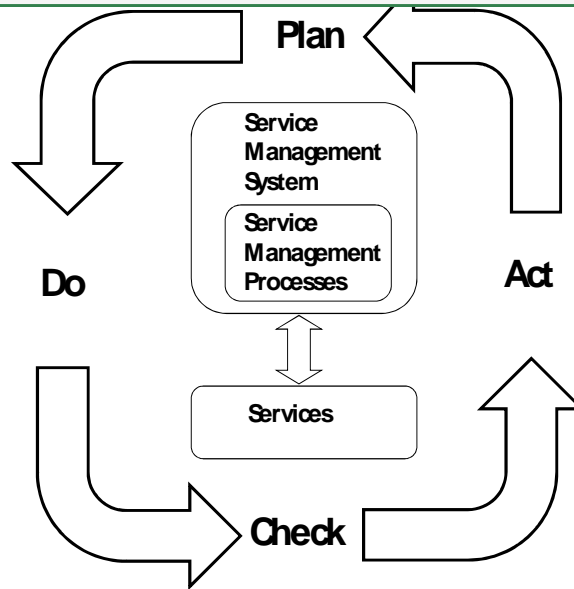 Plan
Service
Management
System
Service
Management
Processes
Do
Act
Services
Check